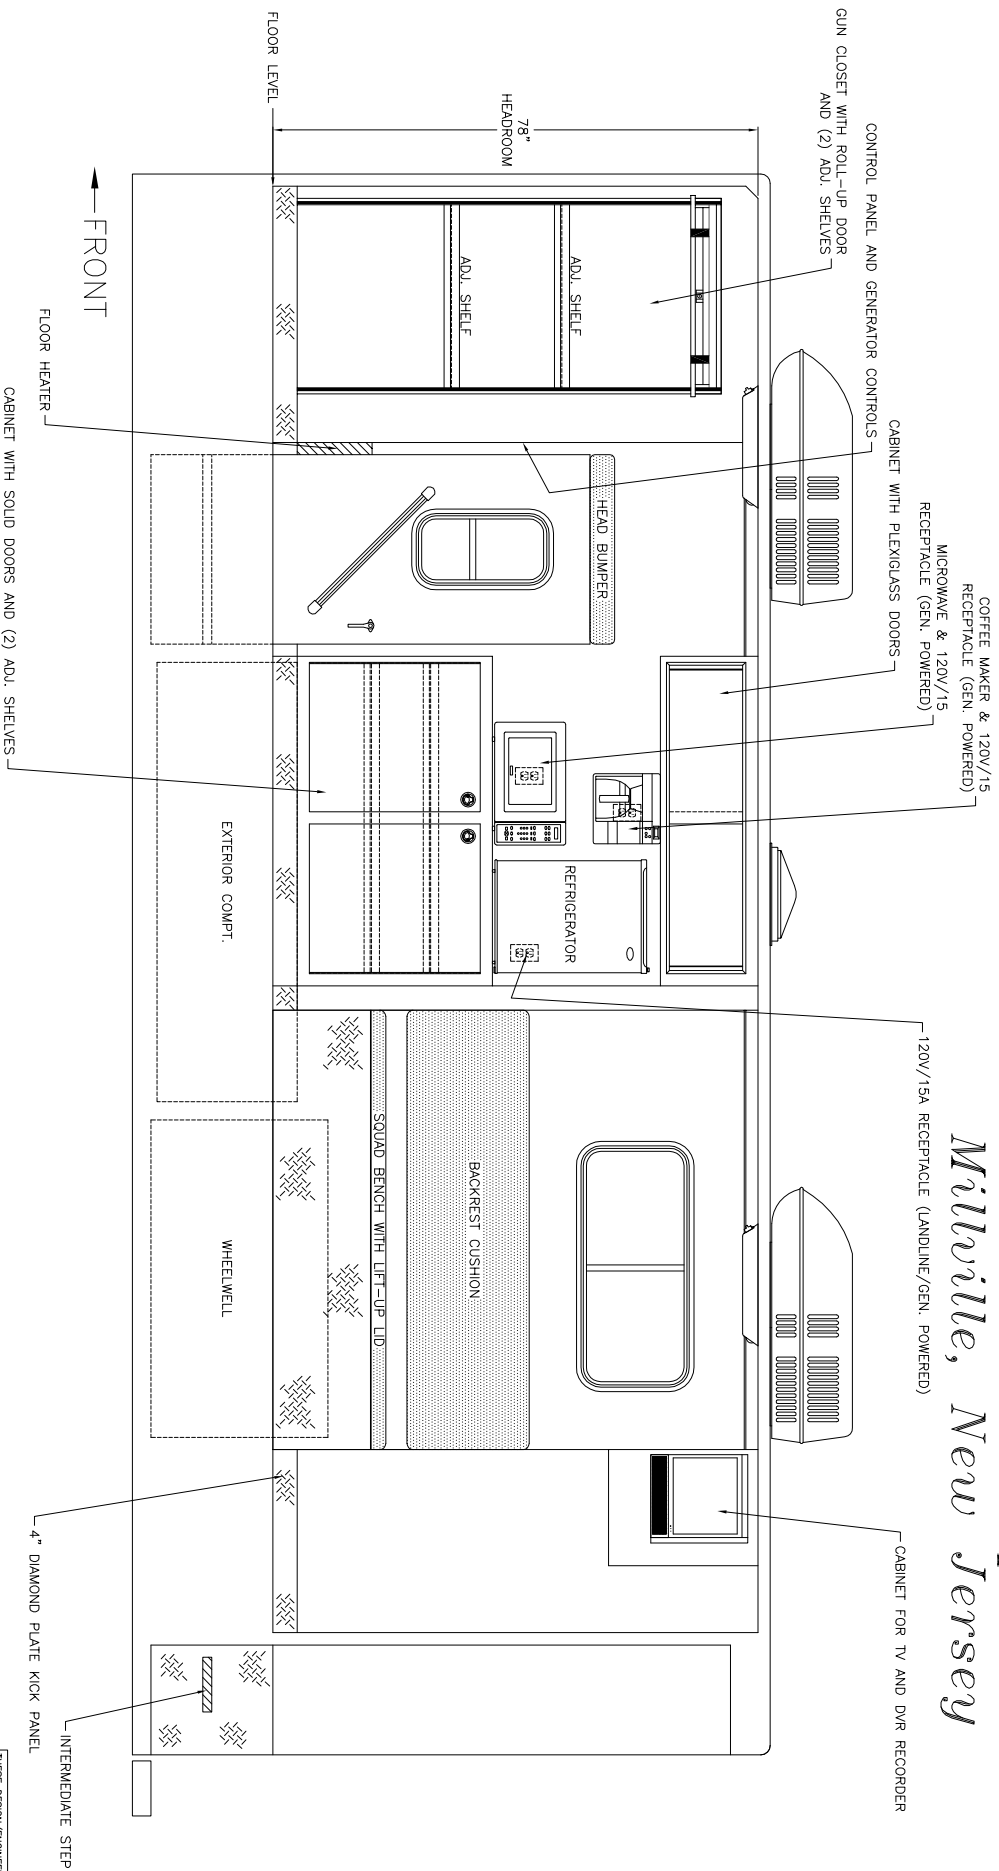 Millville, New Jersey
COFFEE MAKER & 120V/15
RECEPTACLE (GEN. POWERED)
MICROWAVE & 120V/15
RECEPTACLE (GEN. POWERED)
CABINET WITH PLEXIGLASS DOORS
CONTROL PANEL AND GENERATOR CONTROLS
GUN CLOSET WITH ROLL-UP DOOR
AND (2) ADJ. SHELVES
120V/15A RECEPTACLE (LANDLINE/GEN. POWERED)
CABINET FOR TV AND DVR RECORDER
78"
HEADROOM
ADJ. SHELF
ADJ. SHELF
HEAD BUMPER
REFRIGERATOR
BACKREST CUSHION
SQUAD BENCH WITH LIFT-UP LID
FLOOR LEVEL
EXTERIOR COMPT.
WHEELWELL
FRONT
FLOOR HEATER
CABINET WITH SOLID DOORS AND (2) ADJ. SHELVES
4" DIAMOND PLATE KICK PANEL
INTERMEDIATE STEP